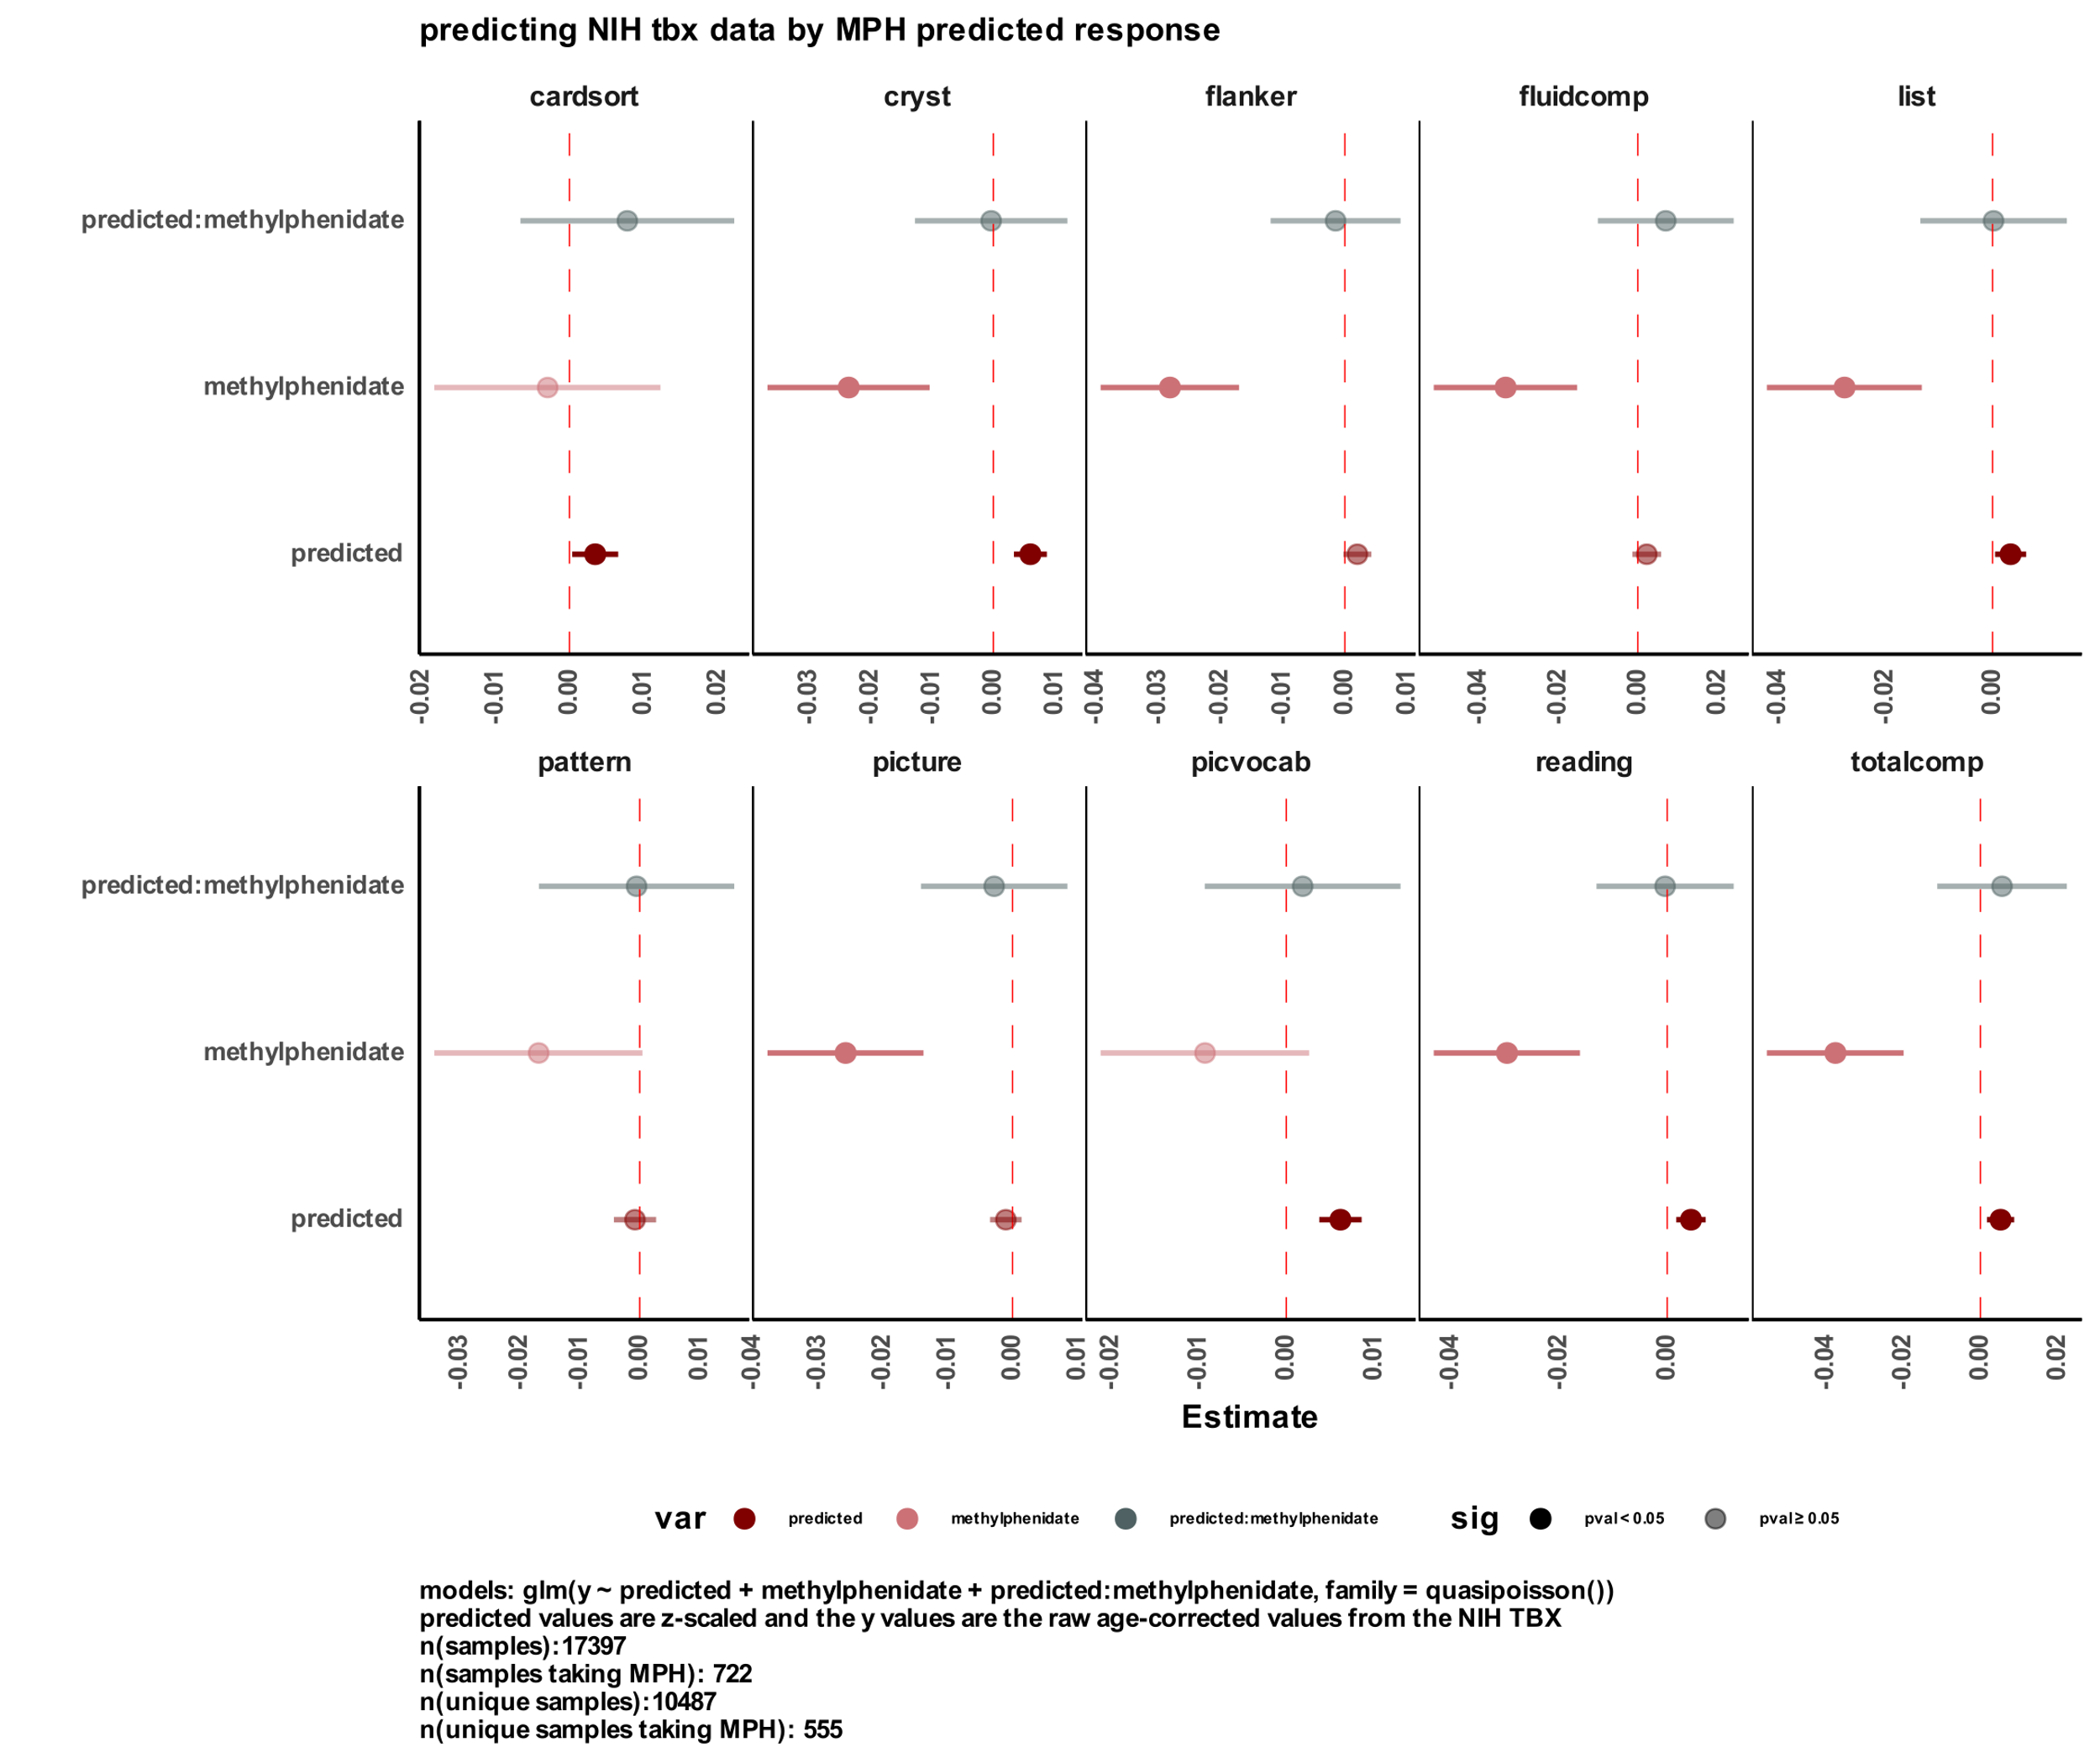 predicting NIH tbx data by MPH predicted response
cardsort cryst flanker fluidcomp list
predicted:methylphenidate
methylphenidate
predicted
-0.02 -0.01 0.00 0.01 0.02 -0.03 -0.02 -0.01 0.00 0.01 -0.04 -0.03 -0.02 -0.01 0.00 0.01 -0.04 -0.02 0.00 0.02 -0.04 -0.02 0.00
pattern picture picvocab reading totalcomp
predicted:methylphenidate
methylphenidate
predicted
-0.03 -0.02 -0.01 0.00 0.01 -0.04 -0.03 -0.02 -0.01 0.00 0.01 -0.02 -0.01 0.00 0.01 -0.04 -0.02 0.00 -0.04 -0.02 0.00 0.02
Estimate
var predicted methylphenidate predicted:methylphenidate sig pval < 0.05 pval ≥ 0.05
models: glm(y ~ predicted + methylphenidate + predicted:methylphenidate, family = quasipoisson())
predicted values are z-scaled and the y values are the raw age-corrected values from the NIH TBX
n(samples):17397
n(samples taking MPH): 722
n(unique samples):10487
n(unique samples taking MPH): 555